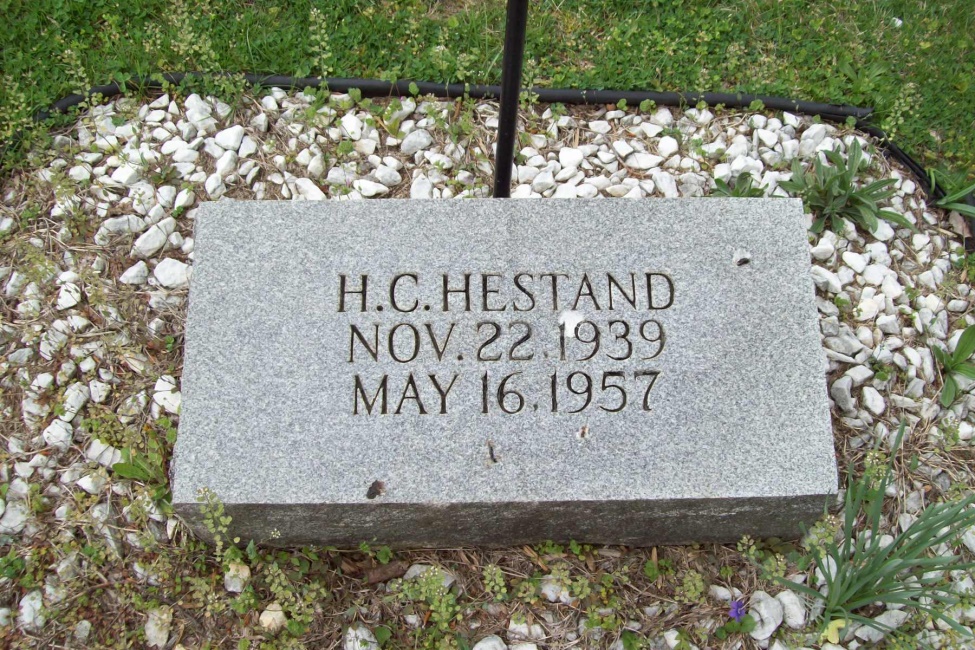 H.C. HESTAND
NOV. 22, 1939
MAY 16, 1957